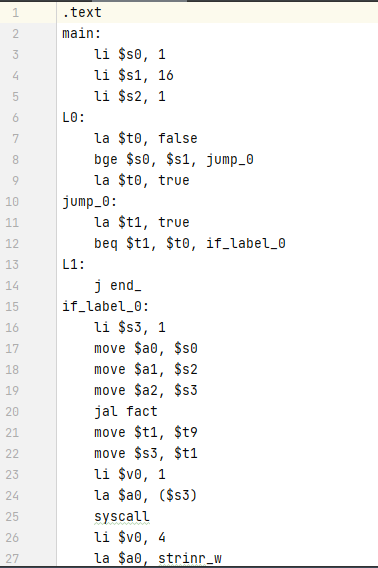 1 .text
2 main:
3 li $s0, 1
4 li $s1, 16
5 li $s2, 1
6 L0:
7 la $t0, false
8 bge $s0, $s1, jump_0
9 la $t0, true
10 jump_0:
11 la $t1, true
12 beq $t1, $t0, if_label_0
13 L1:
14 j end_
15 if_label_0:
16 li $s3, 1
17 move $a0, $s0
18 move $a1, $s2
19 move $a2, $s3
20 jal fact
21 move $t1, $t9
22 move $s3, $t1
23 li $v0, 1
24 la $a0, ($s3)
25 syscall
26 li $v0, 4
27 la $a0, strinr_w